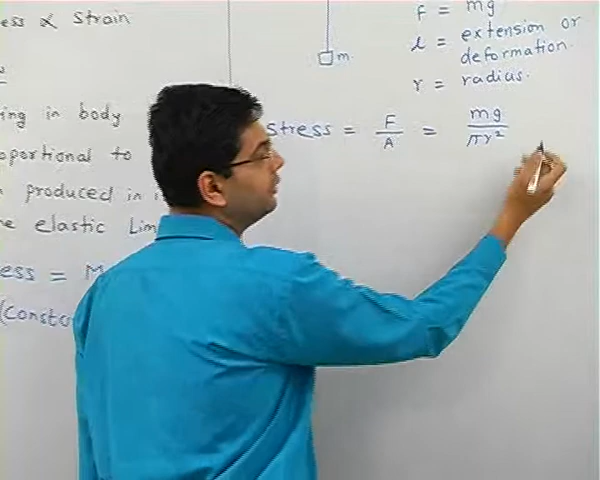 ess ∝ strain
ing in body
oportional to
produced in
e elastic Lim
ess = M
(Consta
m
F = mg
l = extension or
deformation.
r = radius.
stress = F/A = mg/πr²